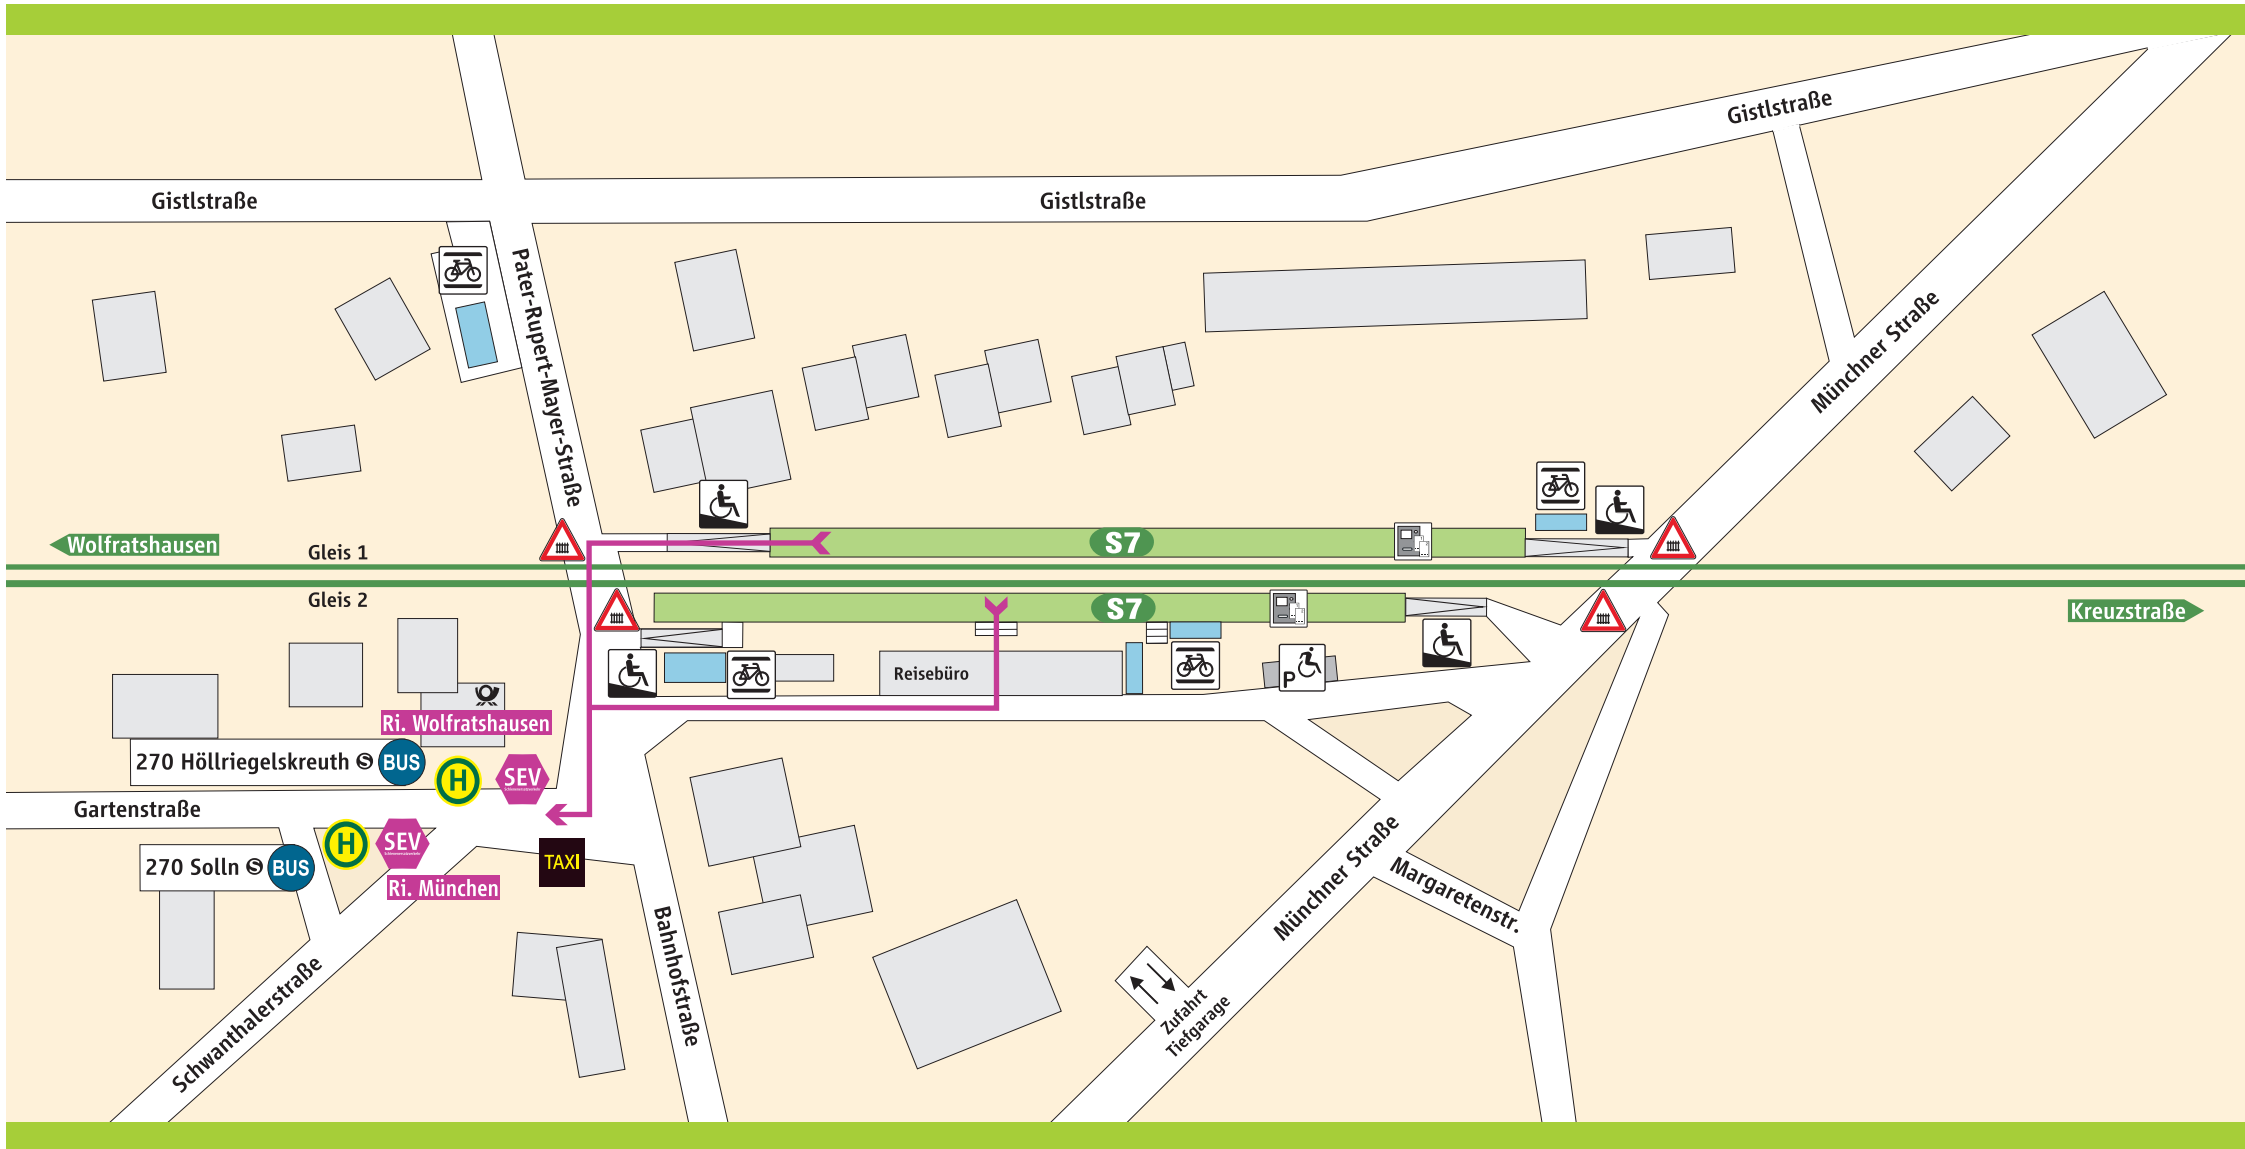 Gistlstraße
Gistlstraße
Gistlstraße
Pater-Rupert-Mayer-Straße
Münchner Straße
Wolfratshausen
Gleis 1
S7
Gleis 2
S7
Kreuzstraße
Reisebüro
P
Ri. Wolfratshausen
270 Höllriegelskreuth S BUS
H
SEV
Gartenstraße
H
SEV
270 Solln S BUS
TAXI
Ri. München
Münchner Straße
Margaretenstr.
Bahnhofstraße
Schwanthalerstraße
Zufahrt
Tiefgarage